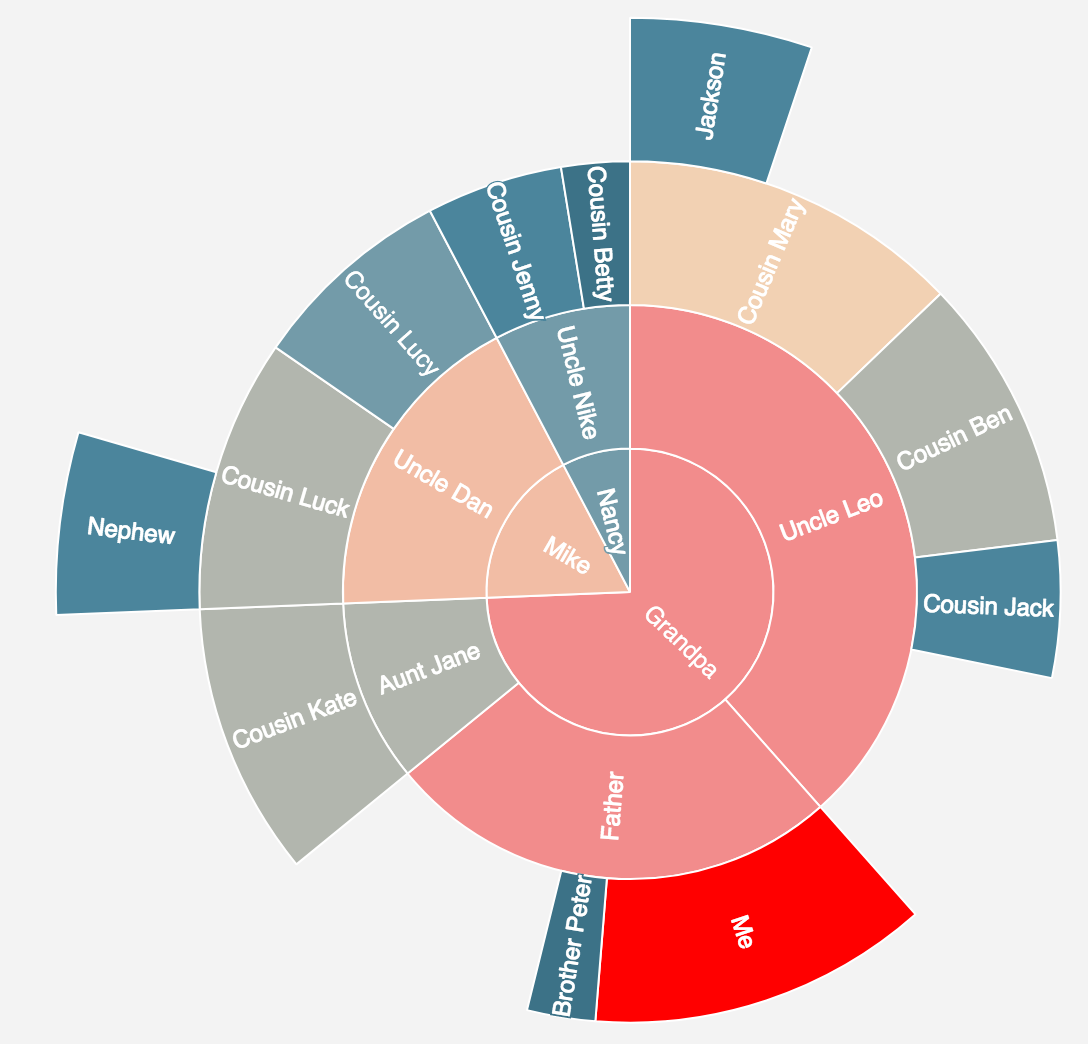 Jackson
Cousin Mary
Cousin Betty
Cousin Jenny
Cousin Lucy
Uncle Nike
Cousin Ben
Uncle Dan
Cousin Luck
Uncle Leo
Nancy
Nephew
Mike
Cousin Jack
Grandpa
Aunt Jane
Cousin Kate
Father
Brother Peter
Me